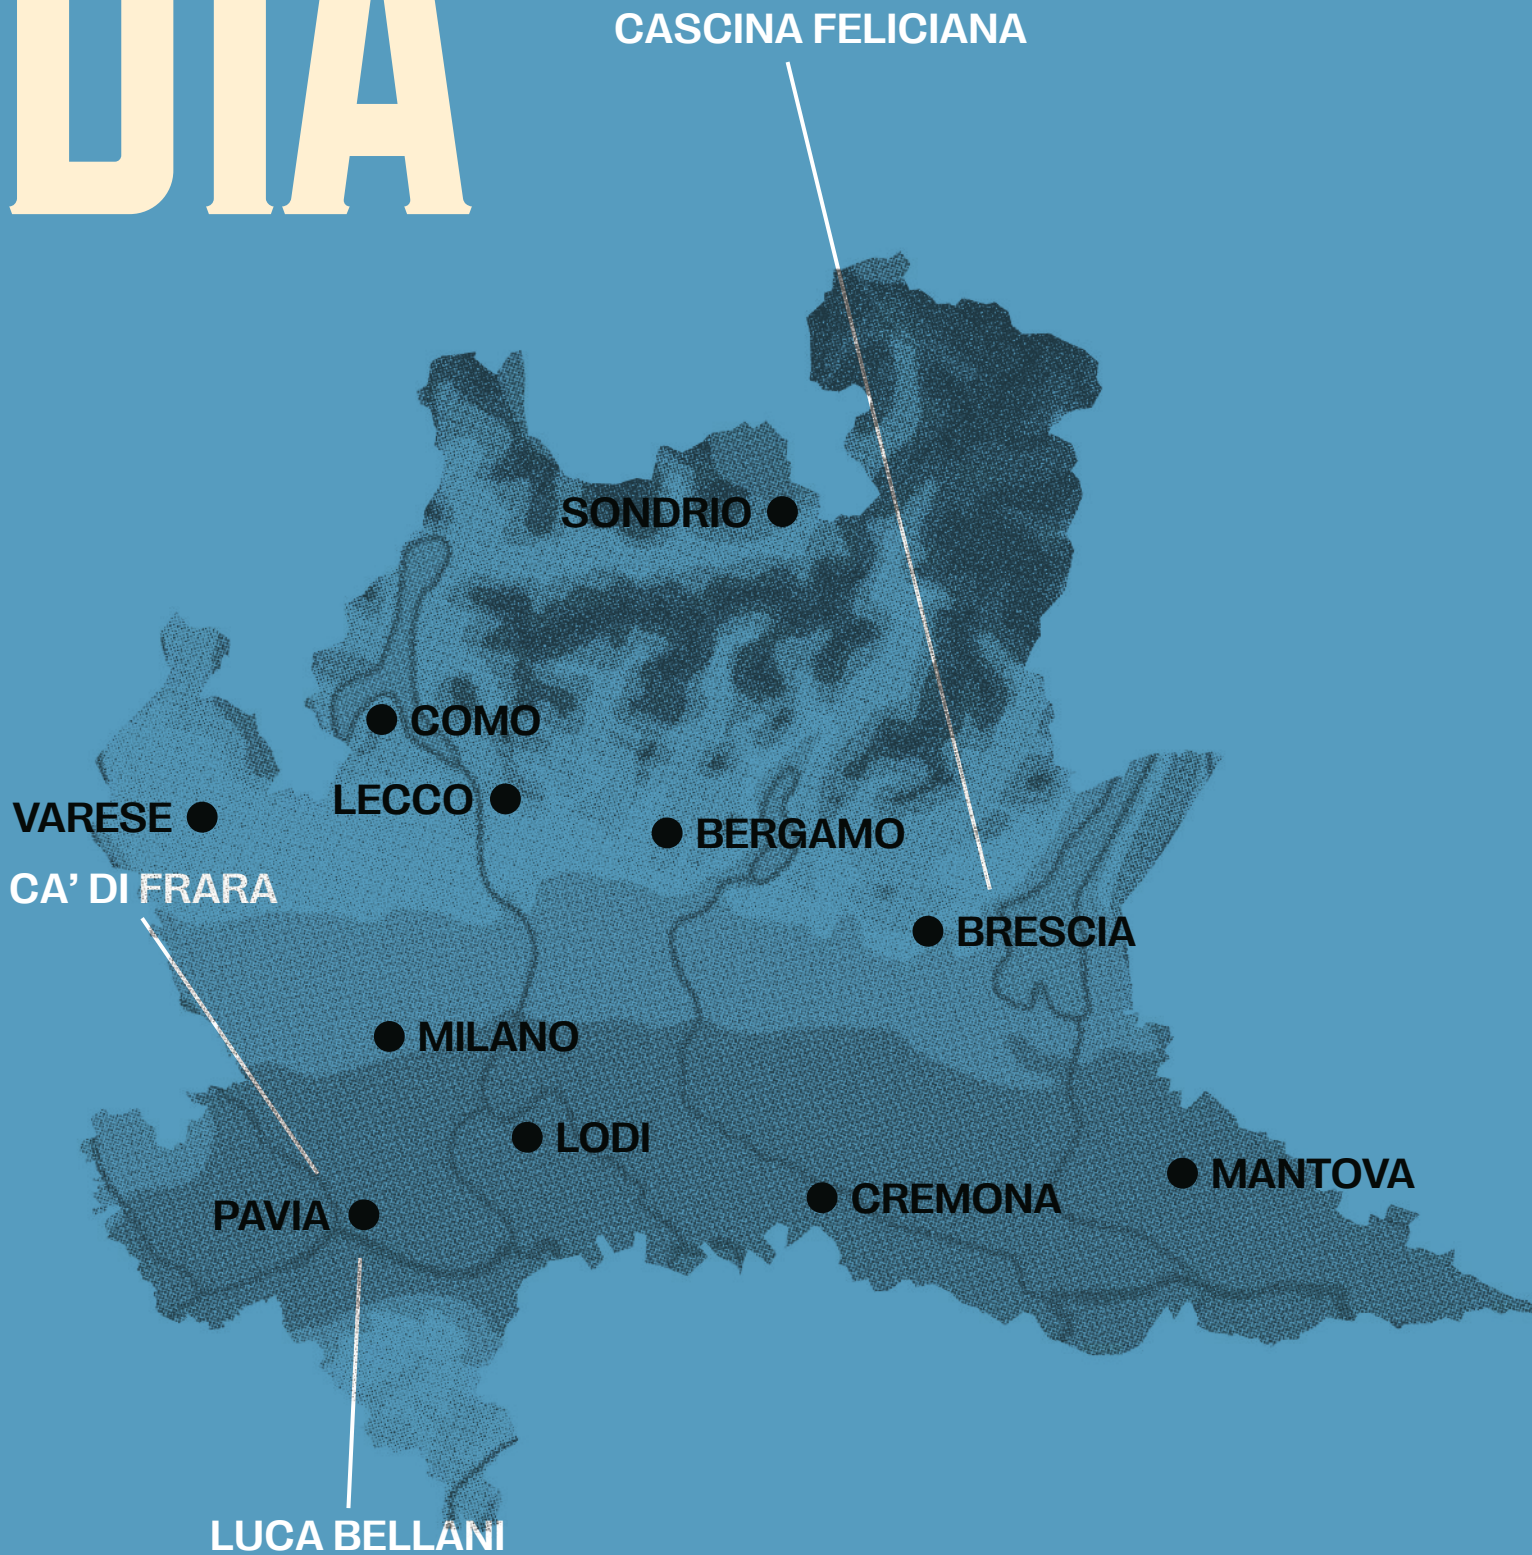 DIA
CASCINA FELICIANA
SONDRIO
COMO
LECCO
VARESE
BERGAMO
CA’ DI FRARA
BRESCIA
MILANO
LODI
MANTOVA
CREMONA
PAVIA
LUCA BELLANI